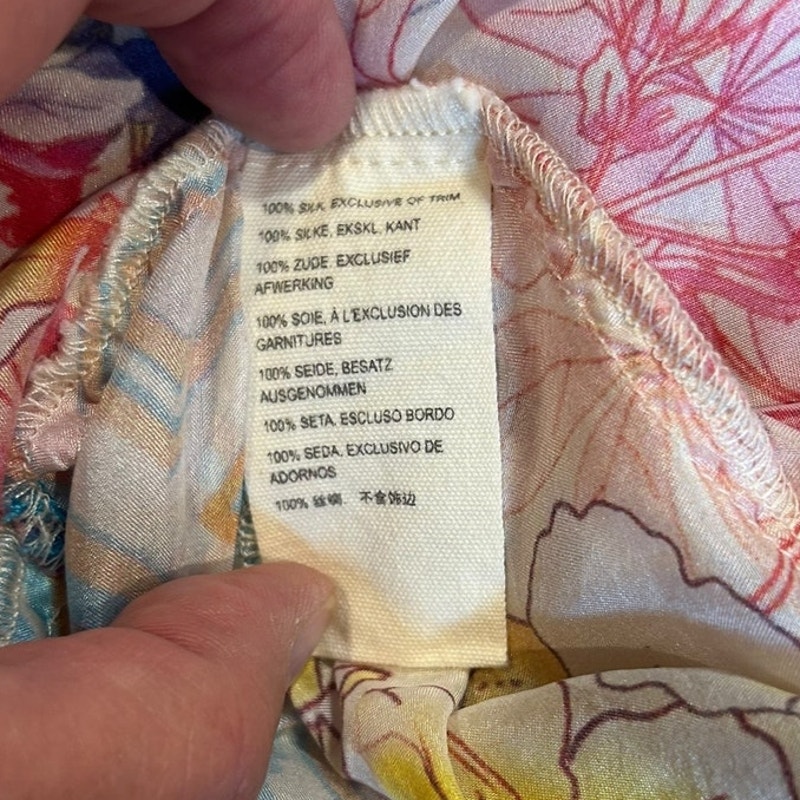 100% SILK EXCLUSIVE OF TRIM
100% SILKE, EKSKL. KANT
100% ZIJDE. EXCLUSIEF
AFWERKING
100% SOIE, À L'EXCLUSION DES
GARNITURES
100% SEIDE, BESATZ
AUSGENOMMEN
100% SETA, ESCLUSO BORDO
100% SEDA, EXCLUSIVO DE
ADORNOS
100% 丝绸. 不含饰边